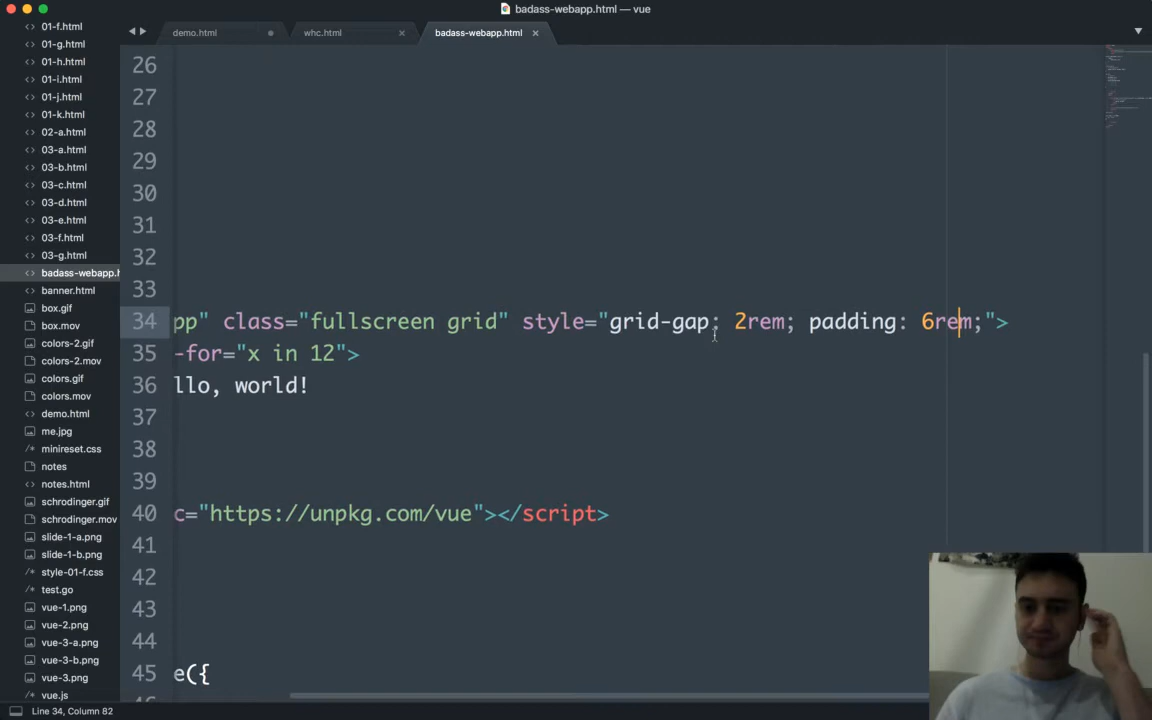 badass-webapp.html — vue
demo.html
whc.html
badass-webapp.html
01-f.html
01-g.html
01-h.html
01-i.html
01-j.html
01-k.html
02-a.html
03-a.html
03-b.html
03-c.html
03-d.html
03-e.html
03-f.html
03-g.html
badass-webapp.h
banner.html
box.gif
box.mov
colors-2.gif
colors-2.mov
colors.gif
colors.mov
demo.html
me.jpg
minireset.css
notes
notes.html
schrodinger.gif
schrodinger.mov
slide-1-a.png
slide-1-b.png
style-01-f.css
test.go
vue-1.png
vue-2.png
vue-3-a.png
vue-3-b.png
vue-3.png
vue.js
26
27
28
29
30
31
32
33
34 pp" class="fullscreen grid" style="grid-gap: 2rem; padding: 6rem;">
35 -for="x in 12">
36 llo, world!
37
38
39
40 c="https://unpkg.com/vue"></script>
41
42
43
44
45 e({
Line 34, Column 82